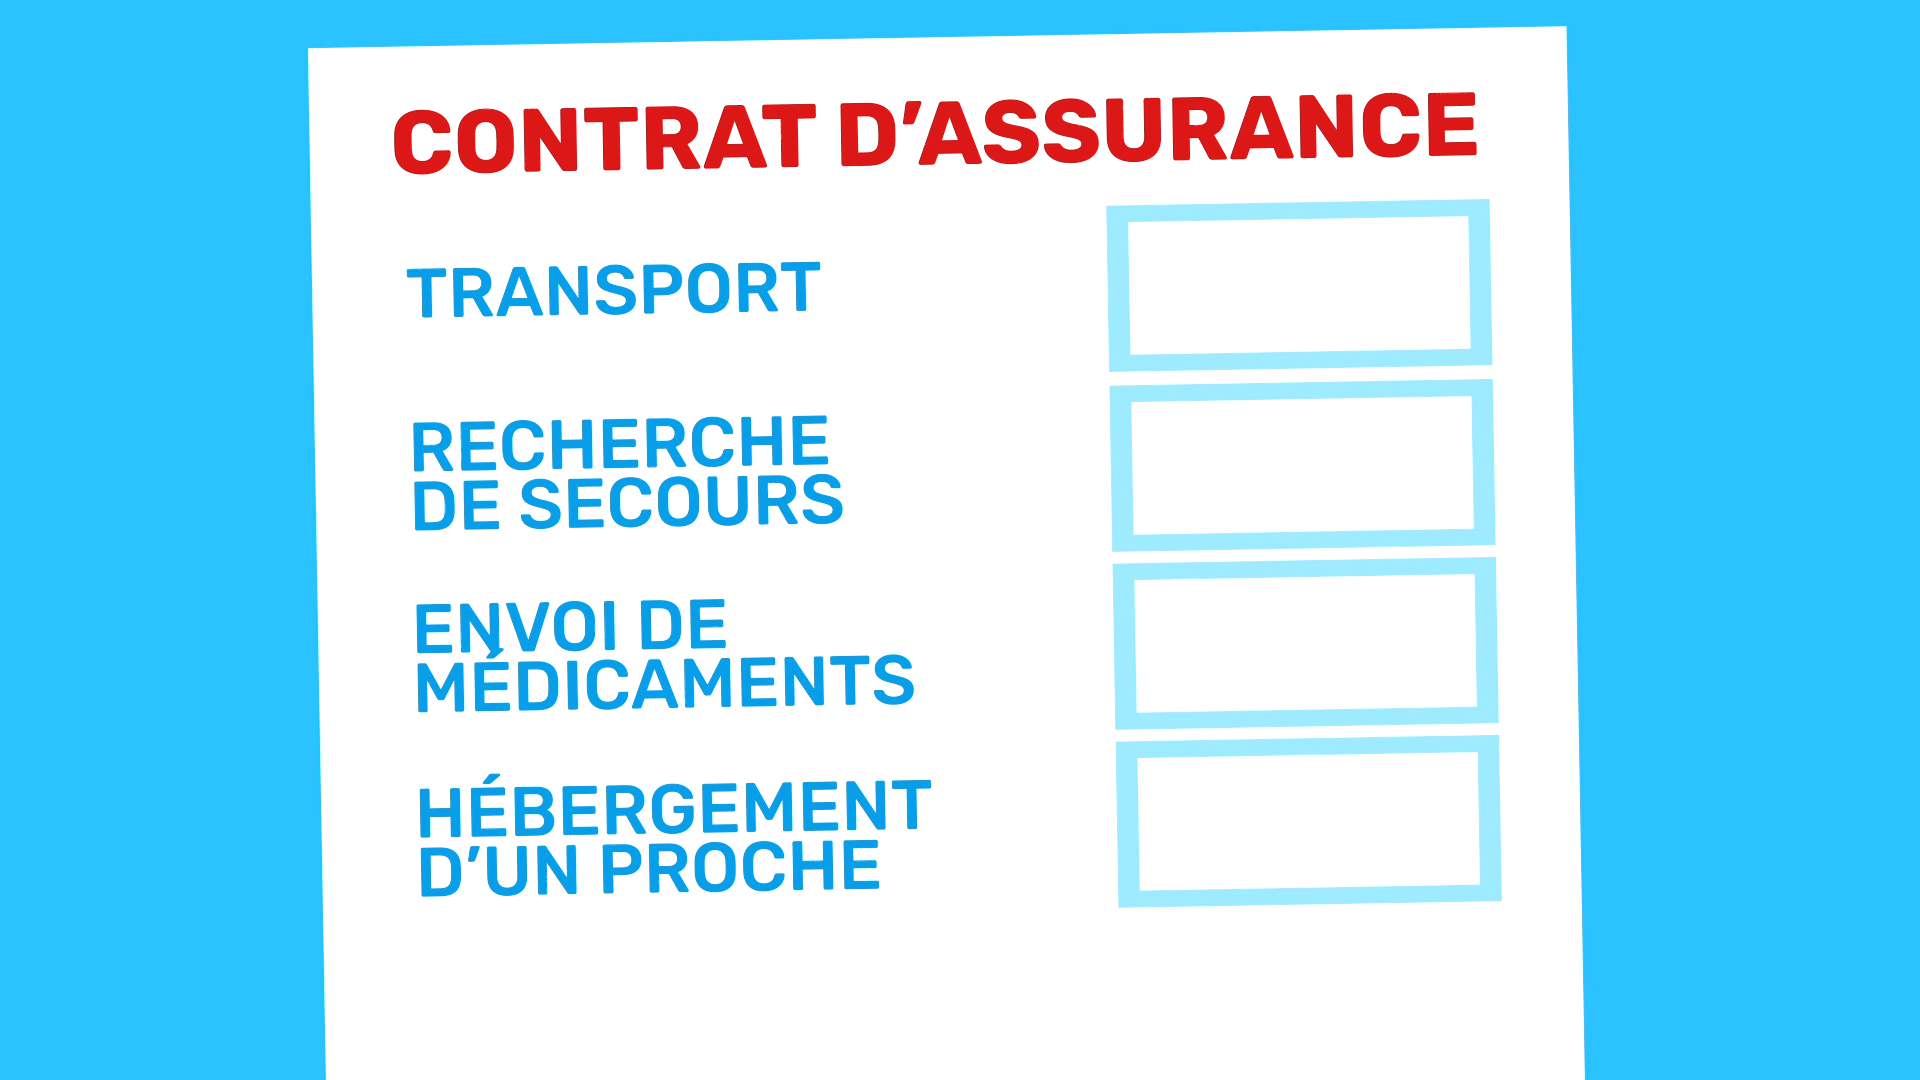 CONTRAT D’ASSURANCE
TRANSPORT
RECHERCHE
DE SECOURS
ENVOI DE
MÉDICAMENTS
HÉBERGEMENT
D’UN PROCHE